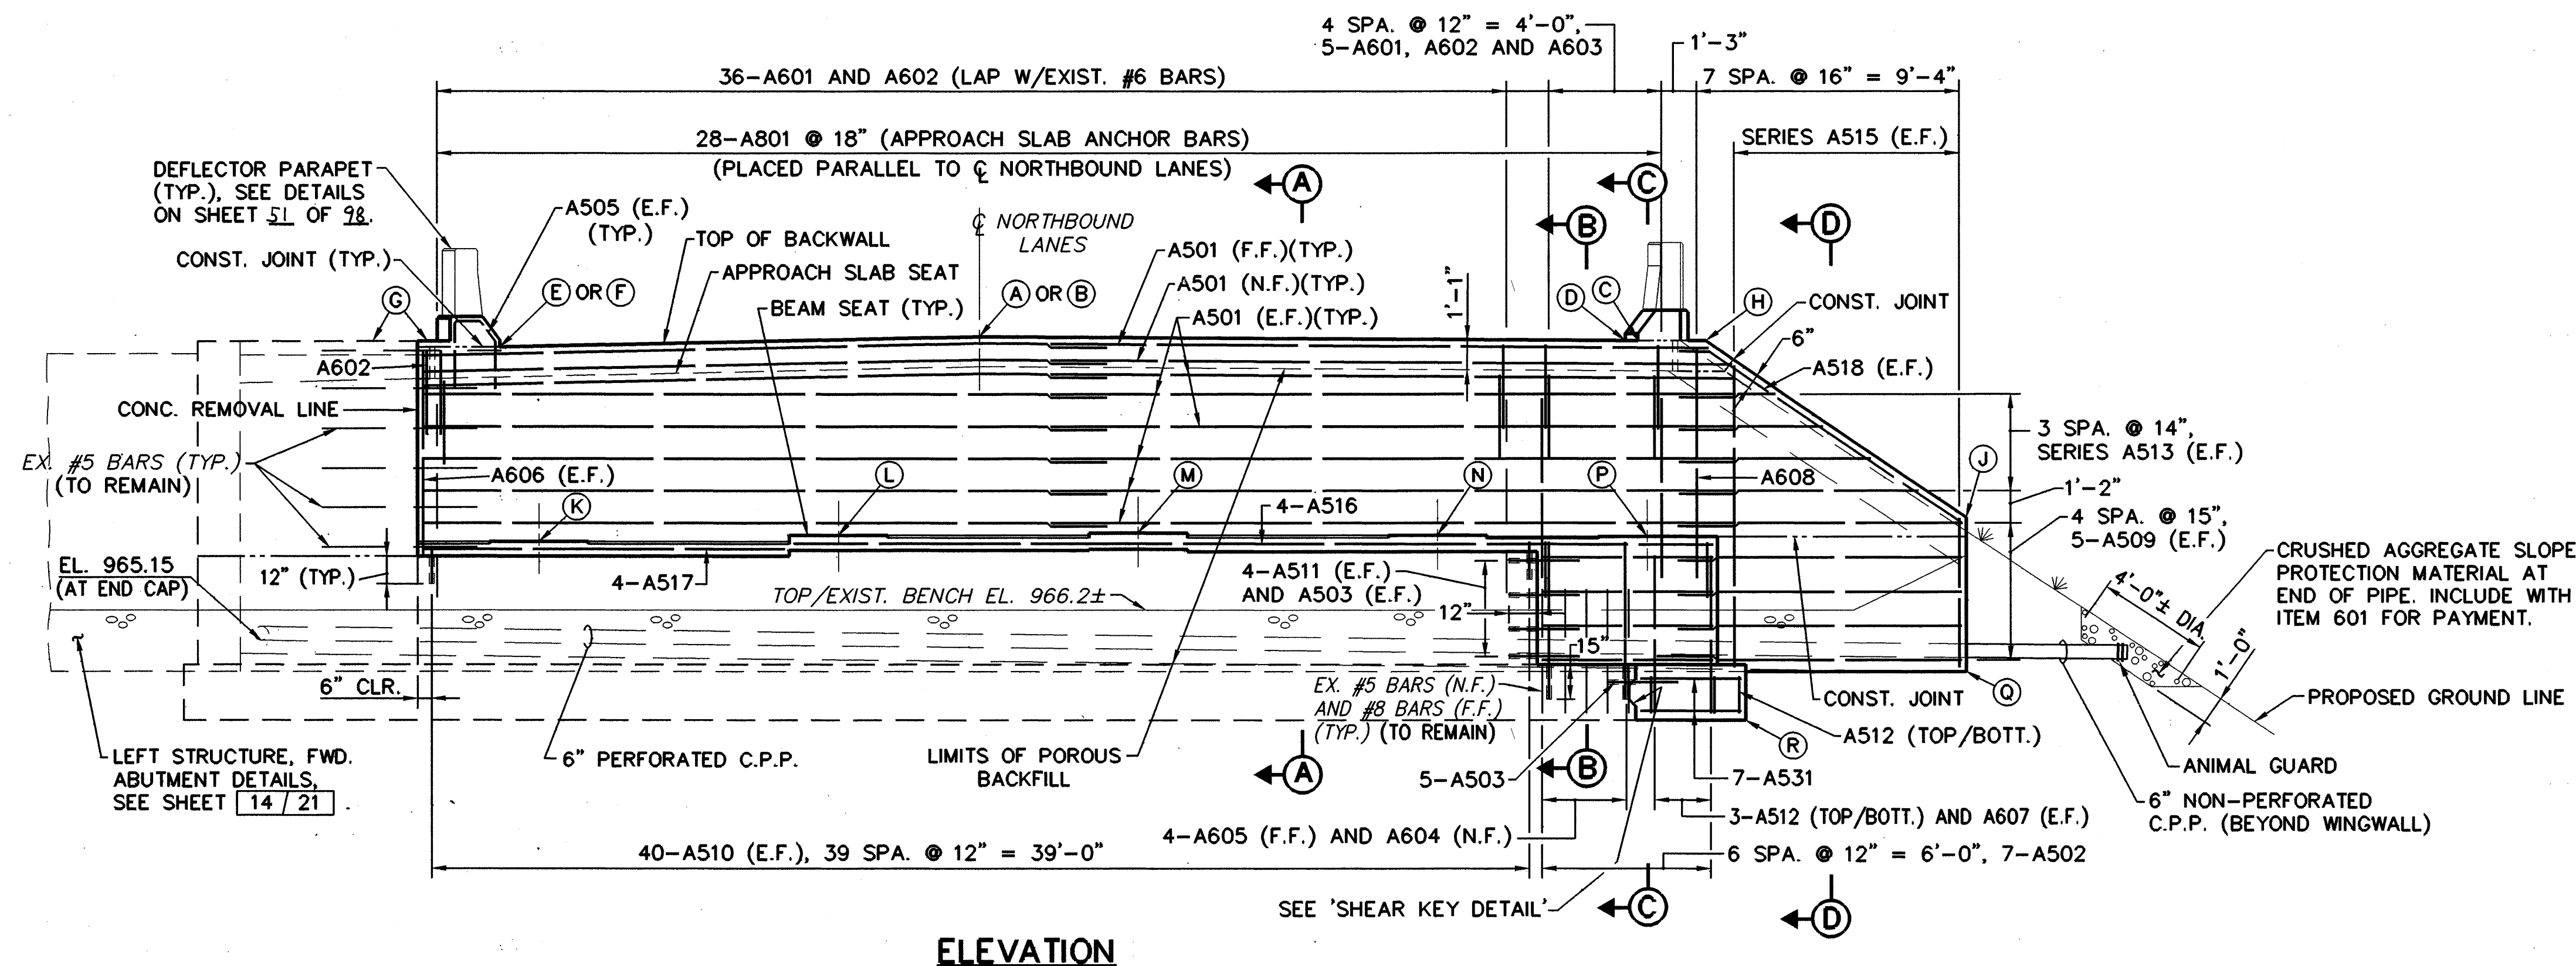 4 SPA. @ 12" = 4'-0",
5-A601, A602 AND A603
1'-3"
36-A601 AND A602 (LAP W/EXIST. #6 BARS)
7 SPA. @ 16" = 9'-4"
28-A801 @ 18" (APPROACH SLAB ANCHOR BARS)
(PLACED PARALLEL TO ℄ NORTHBOUND LANES)
SERIES A515 (E.F.)
DEFLECTOR PARAPET
(TYP.), SEE DETAILS
ON SHEET 51 OF 98.
A505 (E.F.)
(TYP.)
℄ NORTHBOUND
LANES
A
B
C
D
CONST. JOINT (TYP.)
TOP OF BACKWALL
APPROACH SLAB SEAT
BEAM SEAT (TYP.)
A501 (F.F.)(TYP.)
A501 (N.F.)(TYP.)
A501 (E.F.)(TYP.)
G
E OR F
A OR B
1'-1"
D
C
H
CONST. JOINT
6"
A518 (E.F.)
A602
CONC. REMOVAL LINE
EX. #5 BARS (TYP.)
(TO REMAIN)
A606 (E.F.)
K
L
M
N
P
A608
J
3 SPA. @ 14",
SERIES A513 (E.F.)
1'-2"
4 SPA. @ 15",
5-A509 (E.F.)
4-A516
4-A517
EL. 965.15
(AT END CAP)
12" (TYP.)
TOP/EXIST. BENCH EL. 966.2±
4-A511 (E.F.)
AND A503 (E.F.)
12"
15"
CRUSHED AGGREGATE SLOPE
PROTECTION MATERIAL AT
END OF PIPE. INCLUDE WITH
ITEM 601 FOR PAYMENT.
4'-0"± DIA.
1'-0"
6" CLR.
EX. #5 BARS (N.F.)
AND #8 BARS (F.F.)
(TYP.) (TO REMAIN)
CONST. JOINT
Q
PROPOSED GROUND LINE
A512 (TOP/BOTT.)
R
LEFT STRUCTURE, FWD.
ABUTMENT DETAILS,
SEE SHEET 14 / 21 .
6" PERFORATED C.P.P.
LIMITS OF POROUS
BACKFILL
A
B
5-A503
7-A531
ANIMAL GUARD
6" NON-PERFORATED
C.P.P. (BEYOND WINGWALL)
3-A512 (TOP/BOTT.) AND A607 (E.F.)
4-A605 (F.F.) AND A604 (N.F.)
40-A510 (E.F.), 39 SPA. @ 12" = 39'-0"
6 SPA. @ 12" = 6'-0", 7-A502
SEE 'SHEAR KEY DETAIL'
C
D
ELEVATION